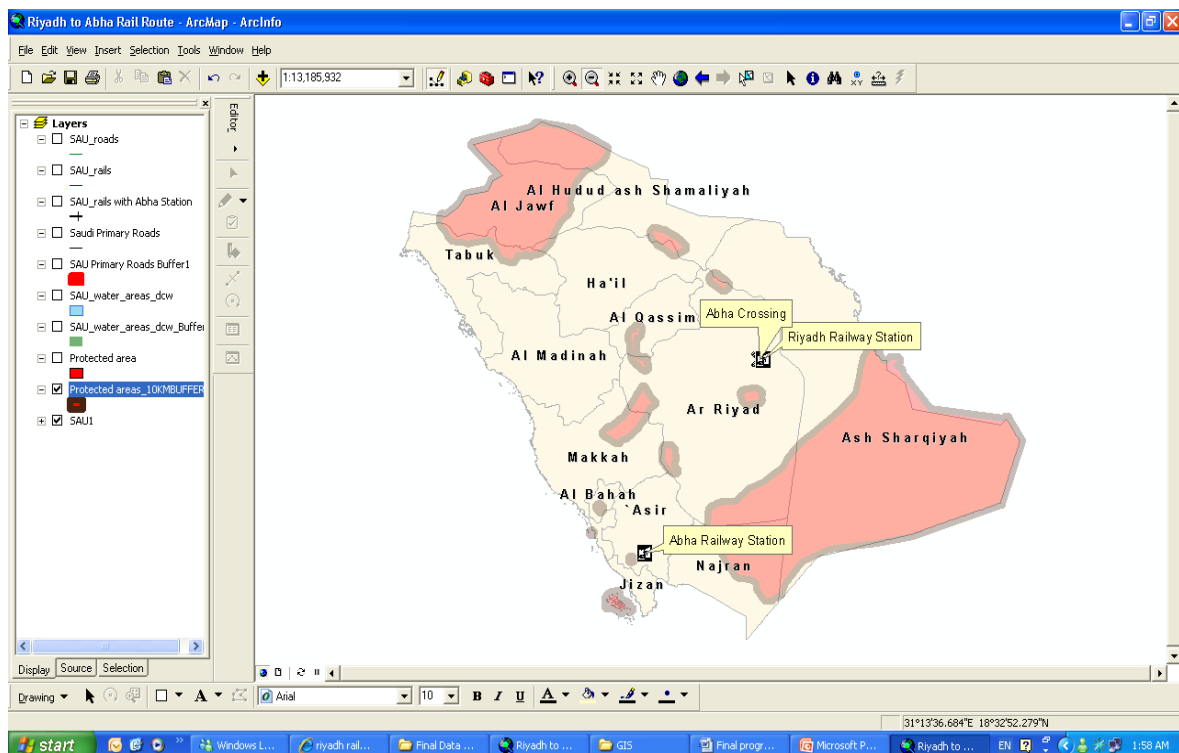 Riyadh to Abha Rail Route - ArcMap - ArcInfo
File Edit View Insert Selection Tools Window Help
1:13,185,932
Editor
Layers
SAU_roads
SAU_rails
SAU_rails with Abha Station
Saudi Primary Roads
SAU Primary Roads Buffer1
SAU_water_areas_dcw
SAU_water_areas_dcw_Buffer
Protected area
Protected areas_10KMBUFFER
SAU1
Al Hudud ash Shamaliyah
Al Jawf
Tabuk
Ha'il
Al Qassim
Abha Crossing
Riyadh Railway Station
Al Madinah
Ar Riyad
Ash Sharqiyah
Makkah
Al Bahah
`Asir
Abha Railway Station
Najran
Jizan
Display Source Selection
Drawing A Arial 10 B I U A
31°13'36.684"E 18°32'52.279"N
start Windows L... riyadh rail... Final Data ... Riyadh to ... GIS Final progr... Microsoft P... Riyadh to ... EN 1:58 AM